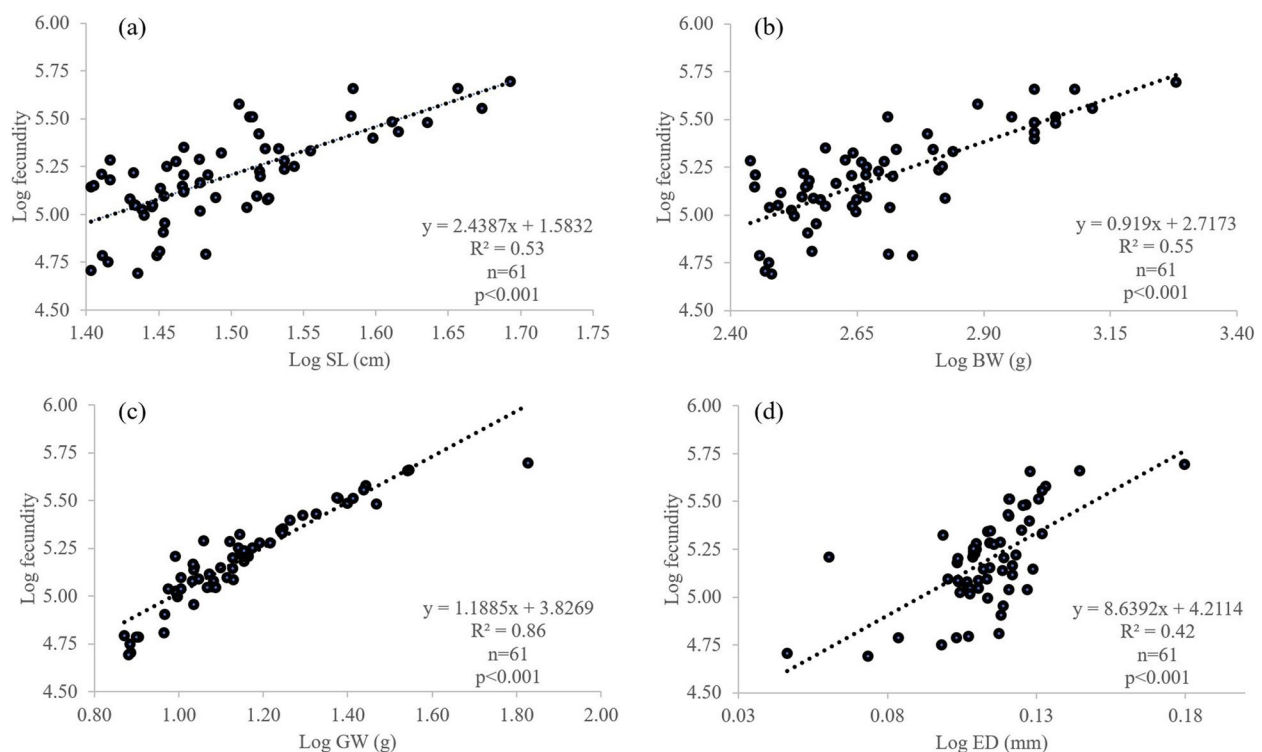 (a)
6.00
5.75
5.50
5.25
5.00
4.75
4.50
Log fecundity
y = 2.4387x + 1.5832
R² = 0.53
n=61
p<0.001
1.40 1.45 1.50 1.55 1.60 1.65 1.70 1.75
Log SL (cm)
(b)
6.00
5.75
5.50
5.25
5.00
4.75
4.50
Log fecundity
y = 0.919x + 2.7173
R² = 0.55
n=61
p<0.001
2.40 2.65 2.90 3.15 3.40
Log BW (g)
(c)
6.00
5.75
5.50
5.25
5.00
4.75
4.50
Log fecundity
y = 1.1885x + 3.8269
R² = 0.86
n=61
p<0.001
0.80 1.00 1.20 1.40 1.60 1.80 2.00
Log GW (g)
(d)
6.00
5.75
5.50
5.25
5.00
4.75
4.50
Log fecundity
y = 8.6392x + 4.2114
R² = 0.42
n=61
p<0.001
0.03 0.08 0.13 0.18
Log ED (mm)